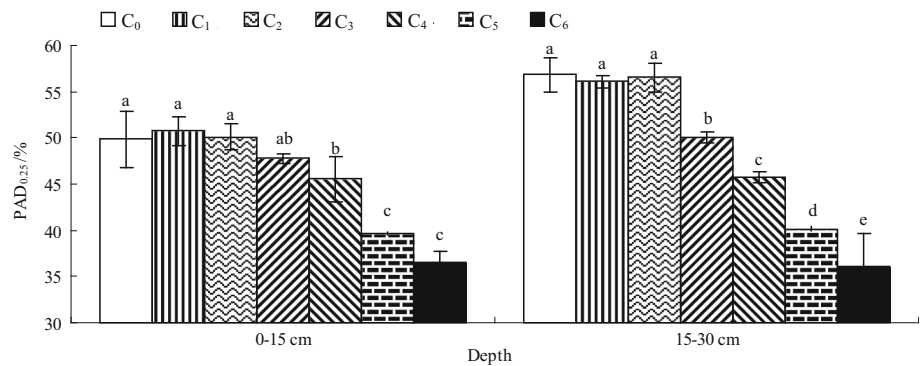 C₀ C₁ C₂ C₃ C₄ C₅ C₆
PAD₀.₂₅/%
65
60
55
50
45
40
35
30
a a a ab b c c
a a a b c d e
0-15 cm 15-30 cm
Depth